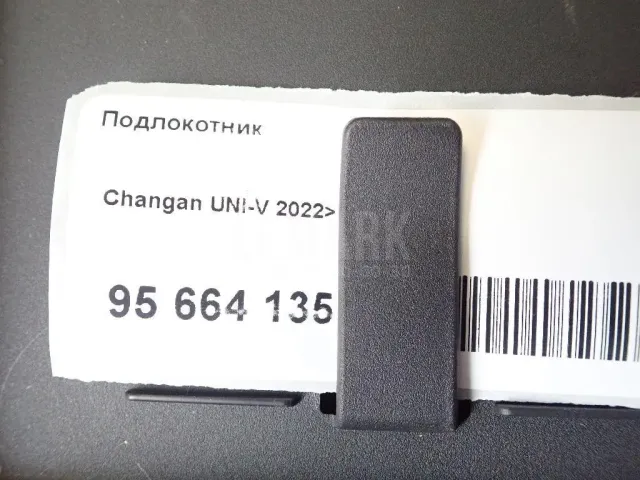 Подлокотник
Changan UNI-V 2022>
95 664 135